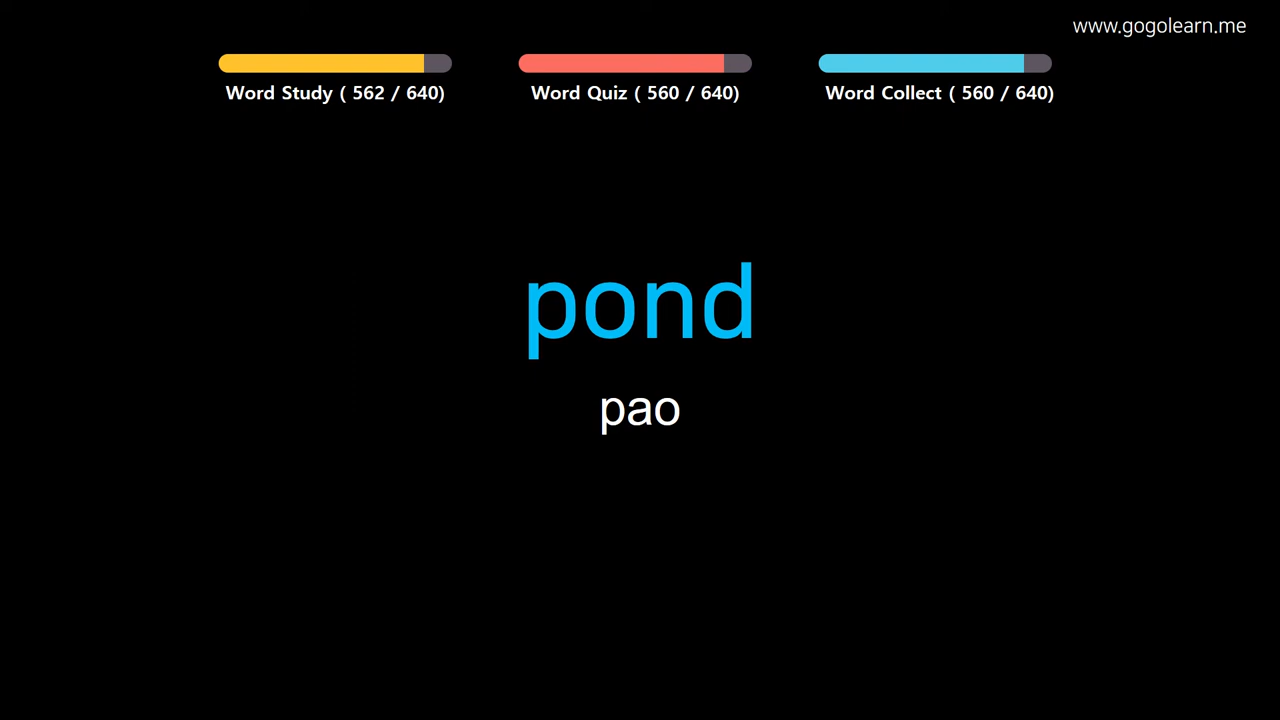 www.gogolearn.me
Word Study ( 562 / 640)
Word Quiz ( 560 / 640)
Word Collect ( 560 / 640)
pond
pao